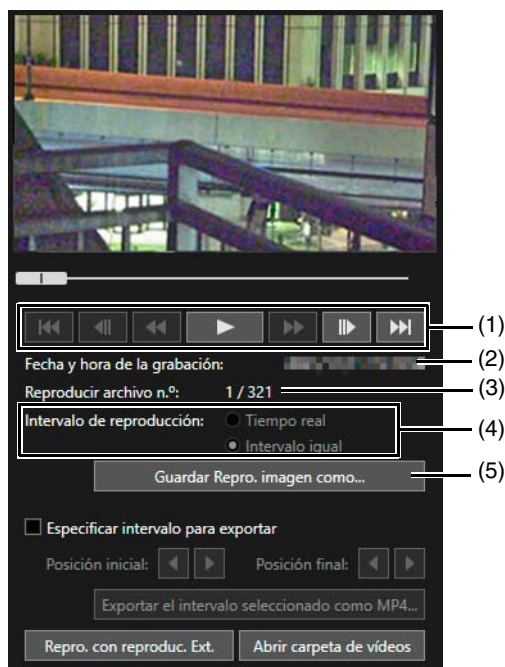 (1)
Fecha y hora de la grabación:
(2)
Reproducir archivo n.º: 1 / 321
(3)
Intervalo de reproducción: Tiempo real
(4)
Intervalo igual
Guardar Repro. imagen como...
(5)
Especificar intervalo para exportar
Posición inicial: Posición final:
Exportar el intervalo seleccionado como MP4...
Repro. con reproduc. Ext. Abrir carpeta de vídeos